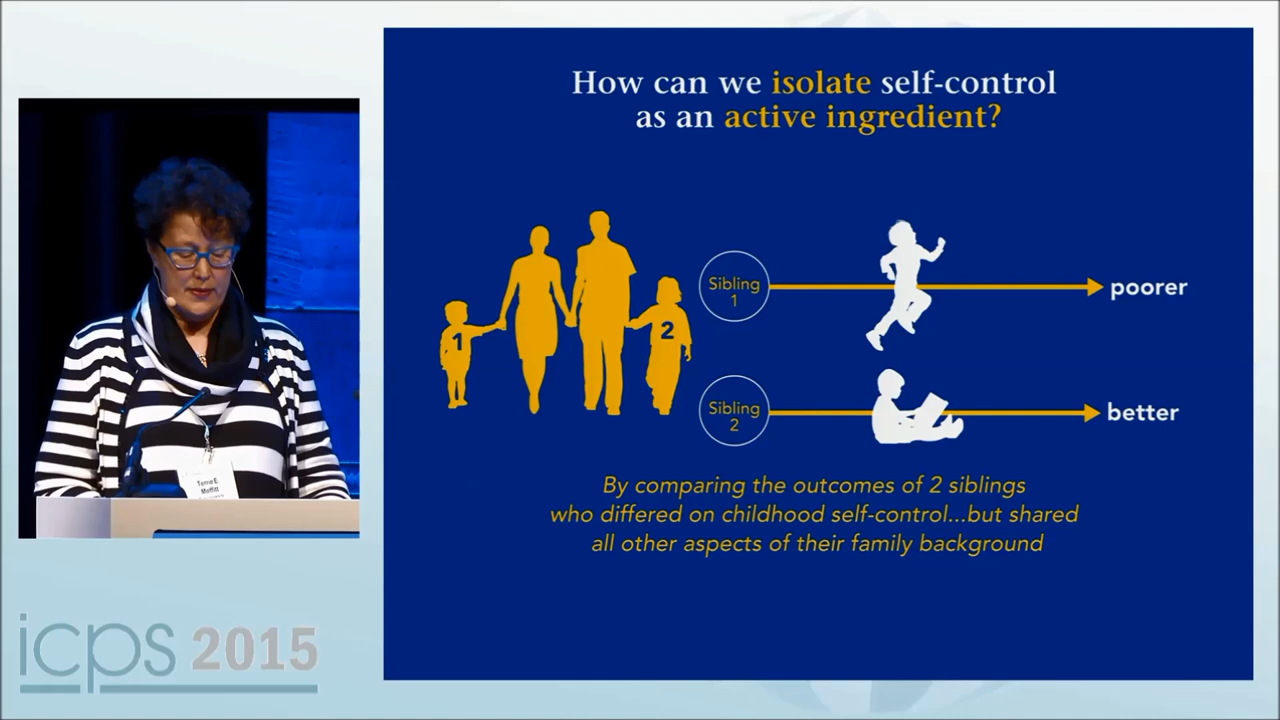 How can we isolate self-control
as an active ingredient?
1
2
Sibling
1
poorer
Sibling
2
better
By comparing the outcomes of 2 siblings
who differed on childhood self-control...but shared
all other aspects of their family background
Terrie E.
Moffitt
icps 2015